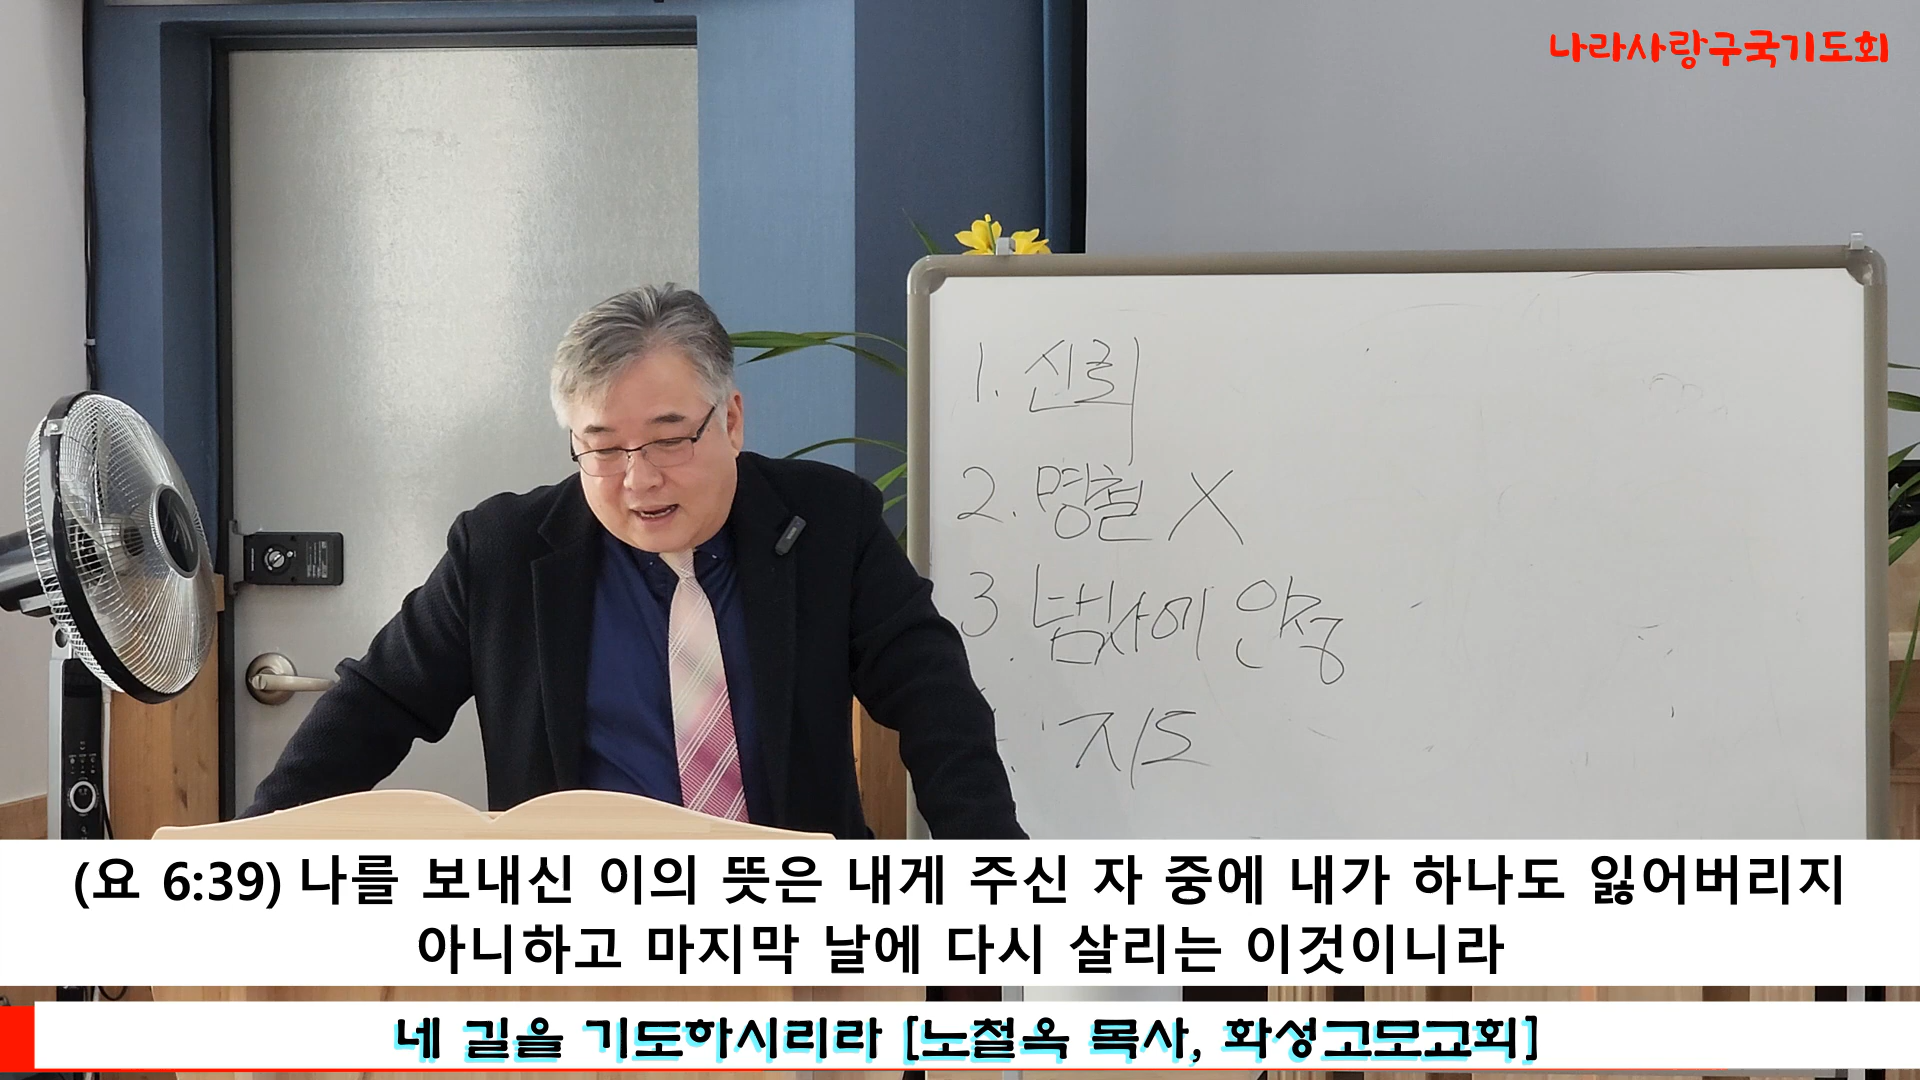 나라사랑구국기도회
1. 신뢰
2. 명철 X
3. 범사에 인정
지도
(요 6:39) 나를 보내신 이의 뜻은 내게 주신 자 중에 내가 하나도 잃어버리지
아니하고 마지막 날에 다시 살리는 이것이니라
네 길을 기도하시리라 [노철옥 목사, 화성고모교회]